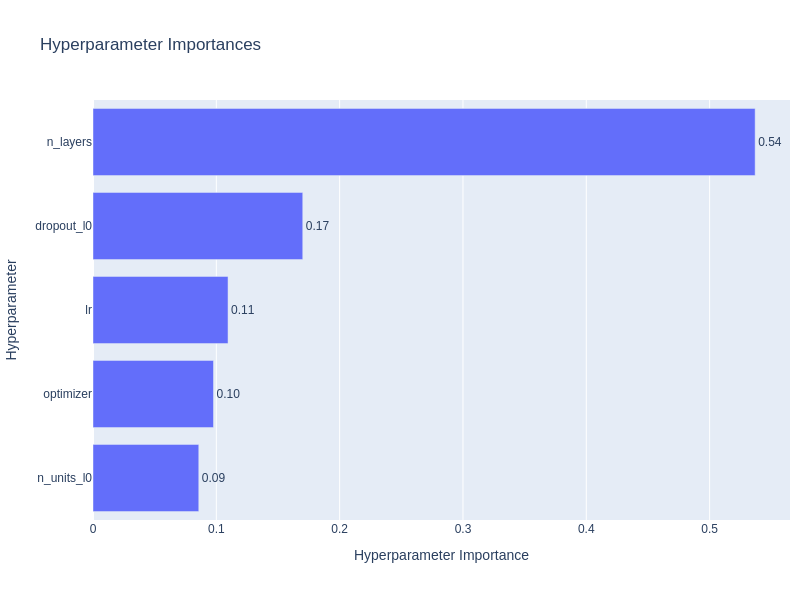 Hyperparameter Importances
Hyperparameter
n_layers 0.54
dropout_l0 0.17
lr 0.11
optimizer 0.10
n_units_l0 0.09
0 0.1 0.2 0.3 0.4 0.5
Hyperparameter Importance